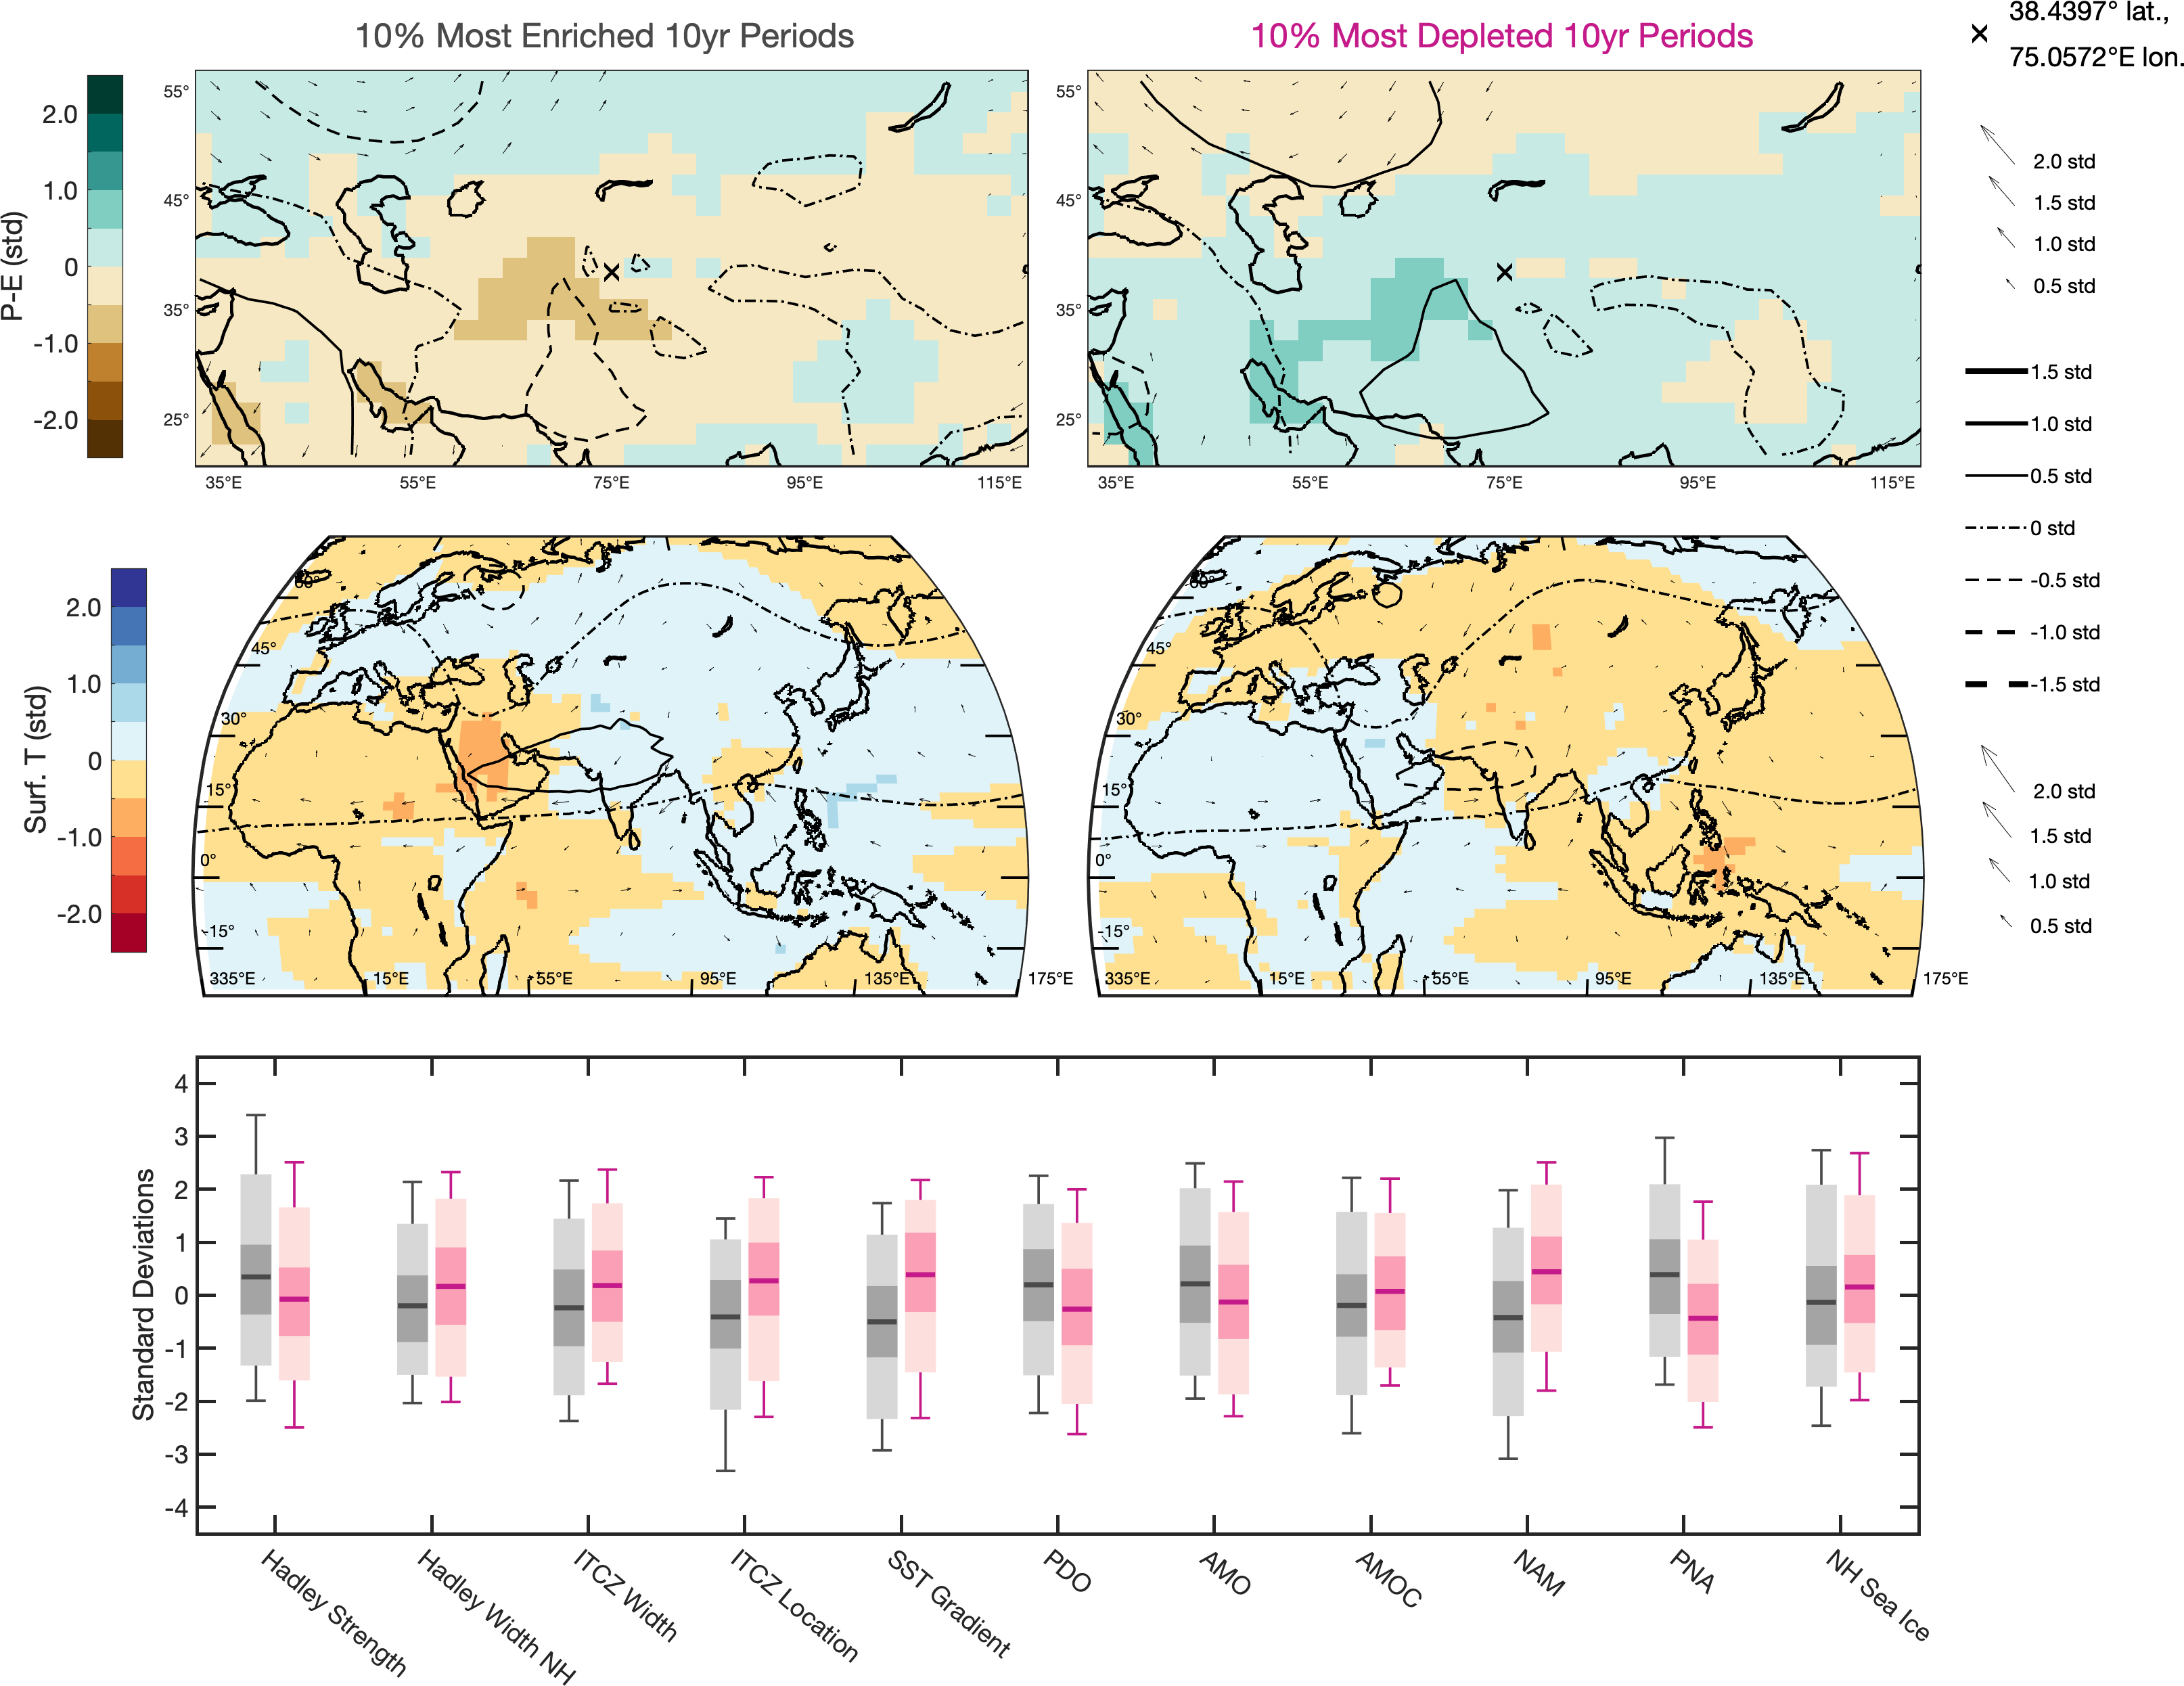 10% Most Enriched 10yr Periods
10% Most Depleted 10yr Periods
38.4397° lat.,
75.0572°E lon.
P-E (std)
2.0
1.0
0
-1.0
-2.0
55°
45°
35°
25°
35°E
55°E
75°E
95°E
115°E
55°
45°
35°
25°
35°E
55°E
75°E
95°E
115°E
2.0 std
1.5 std
1.0 std
0.5 std
1.5 std
1.0 std
0.5 std
0 std
-0.5 std
-1.0 std
-1.5 std
Surf. T (std)
2.0
1.0
0
-1.0
-2.0
60°
45°
30°
15°
0°
-15°
335°E
15°E
55°E
95°E
135°E
175°E
60°
45°
30°
15°
0°
-15°
335°E
15°E
55°E
95°E
135°E
175°E
2.0 std
1.5 std
1.0 std
0.5 std
Standard Deviations
4
3
2
1
0
-1
-2
-3
-4
Hadley Strength
Hadley Width NH
ITCZ Width
ITCZ Location
SST Gradient
PDO
AMO
AMOC
NAM
PNA
NH Sea Ice